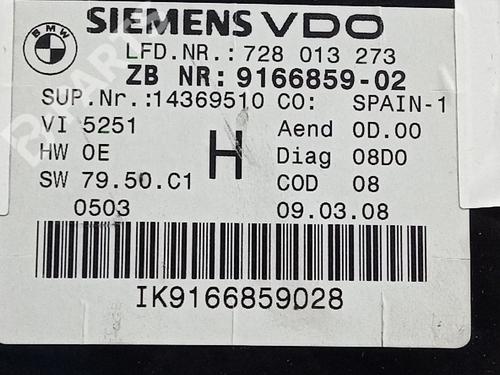 BMW
SIEMENS VDO
LFD.NR.: 728 013 273
ZB NR: 9166859-02
SUP.Nr.:14369510 CO: SPAIN-1
VI 5251 Aend 0D.00
HW 0E H Diag 08D0
SW 79.50.C1 COD 08
0503 09.03.08
IK9166859028